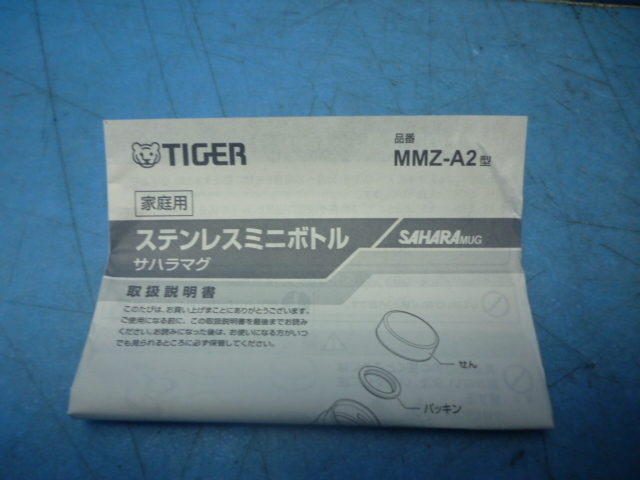 TIGER
品番
MMZ-A2型
家庭用
ステンレスミニボトル
SAHARA MUG
サハラマグ
取扱説明書
このたびは、お買い上げまことにありがとうございます。
ご使用になる前に、この取扱説明書を最後までお読み
ください。お読みになった後は、お使いになる方がいつ
でも見られるところに必ず保管してください。
せん
パッキン